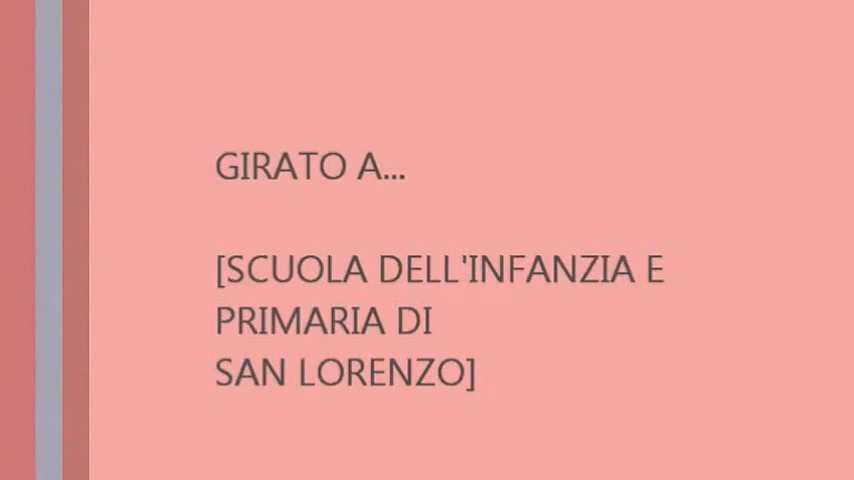 GIRATO A...
[SCUOLA DELL'INFANZIA E
PRIMARIA DI
SAN LORENZO]